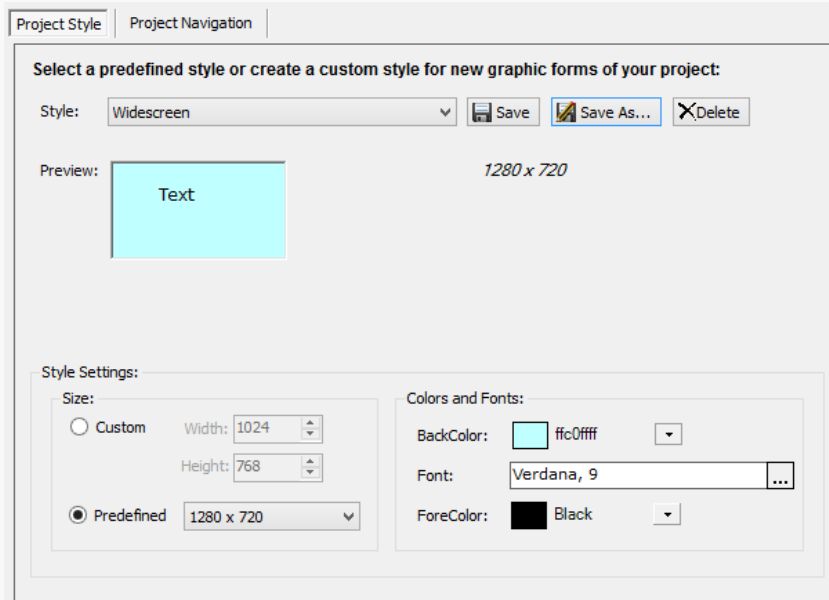 Project Style Project Navigation
Select a predefined style or create a custom style for new graphic forms of your project:
Style: Widescreen Save Save As... Delete
Preview: Text 1280 x 720
Style Settings:
Size: Colors and Fonts:
Custom Width: 1024 BackColor: ffc0ffff
Height: 768 Font: Verdana, 9 ...
Predefined 1280 x 720 ForeColor: Black